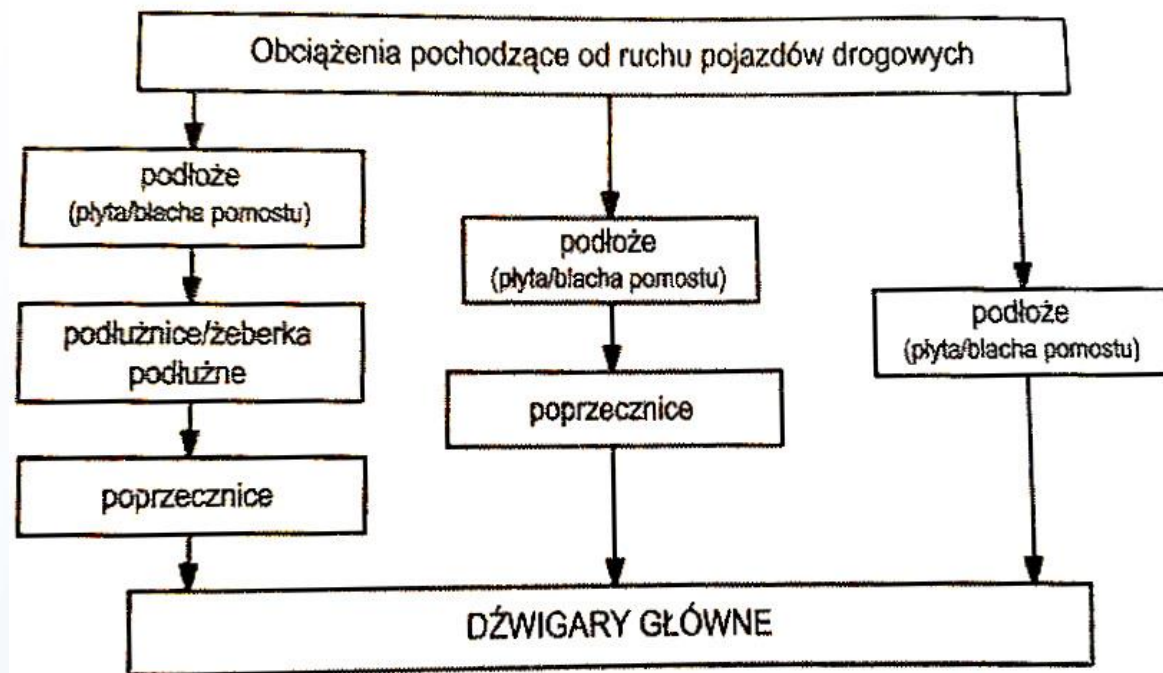 Obciążenia pochodzące od ruchu pojazdów drogowych
podłoże
(płyta/blacha pomostu)
podłużnice/żeberka
podłużne
poprzecznice
podłoże
(płyta/blacha pomostu)
poprzecznice
podłoże
(płyta/blacha pomostu)
DŹWIGARY GŁÓWNE